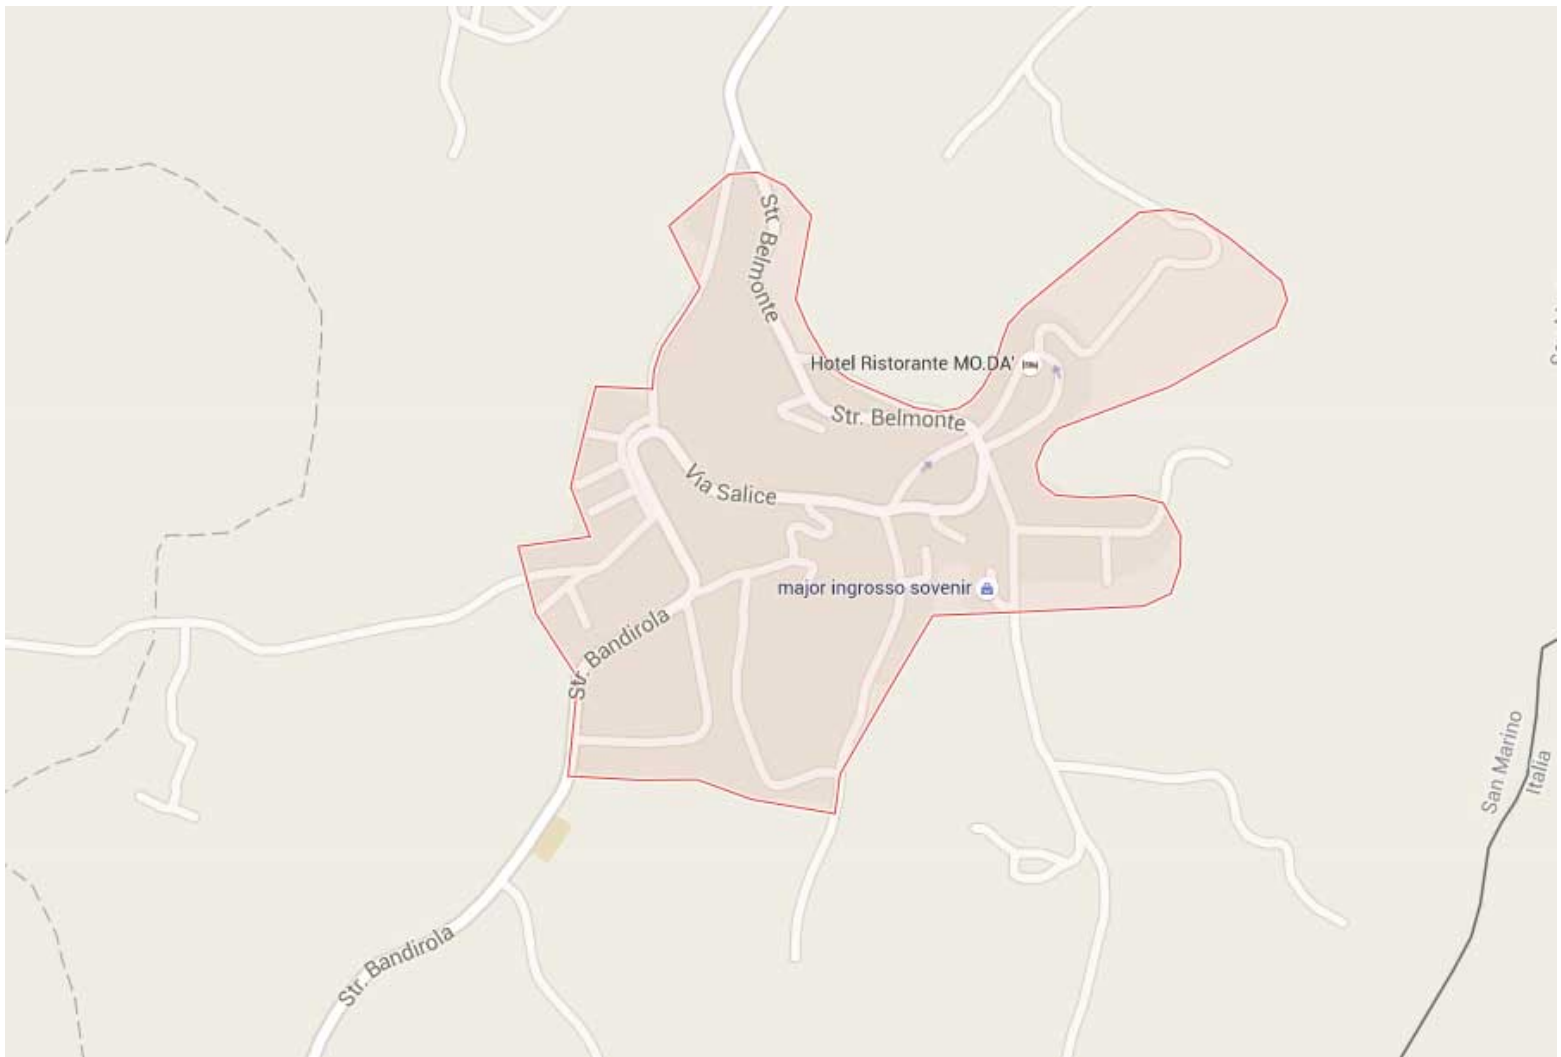 Str. Belmonte
Hotel Ristorante MO.DA'
Str. Belmonte
Via Salice
major ingrosso sovenir
Str. Bandirola
San Marino
Italia
Str. Bandirola